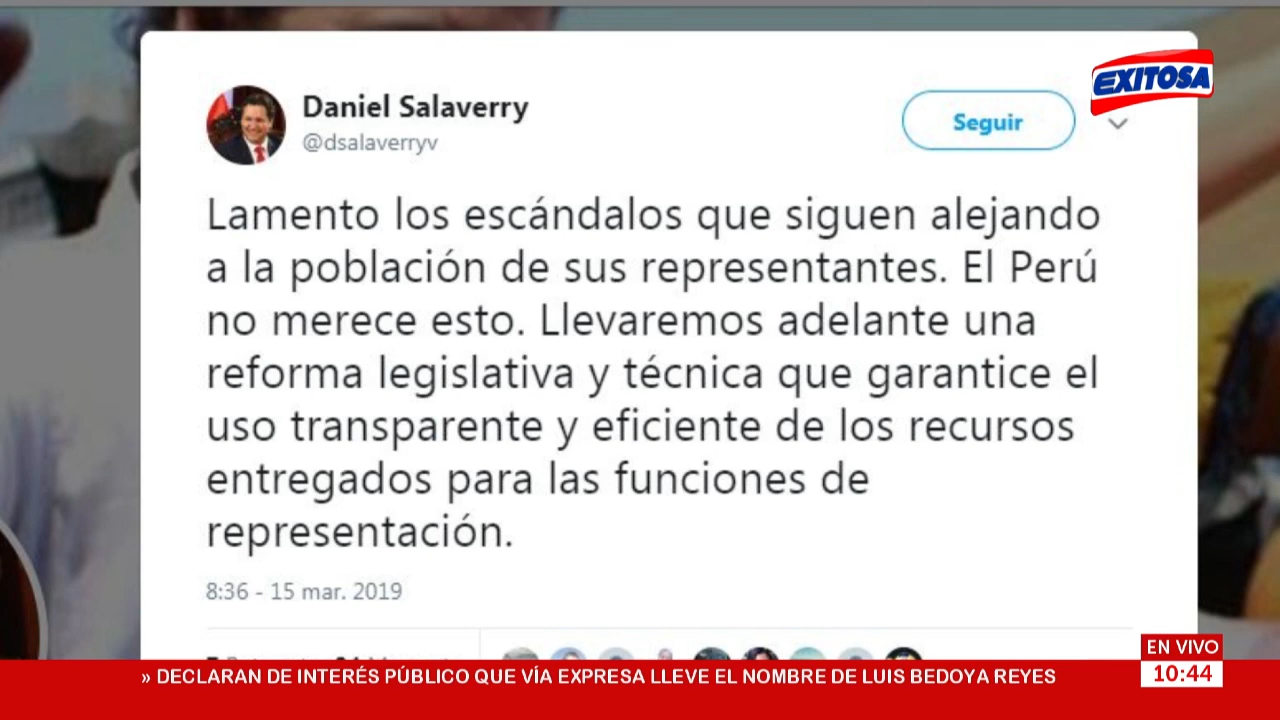 Daniel Salaverry
@dsalaverryv
Seguir
EXITOSA
Lamento los escándalos que siguen alejando
a la población de sus representantes. El Perú
no merece esto. Llevaremos adelante una
reforma legislativa y técnica que garantice el
uso transparente y eficiente de los recursos
entregados para las funciones de
representación.
8:36 - 15 mar. 2019
EN VIVO
» DECLARAN DE INTERÉS PÚBLICO QUE VÍA EXPRESA LLEVE EL NOMBRE DE LUIS BEDOYA REYES
10:44